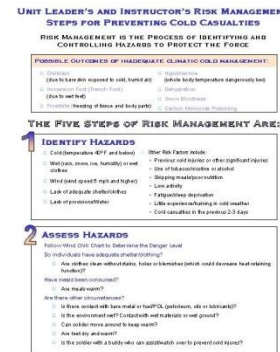 UNIT LEADER'S AND INSTRUCTOR'S RISK MANAGEMEN
STEPS FOR PREVENTING COLD CASUALTIES
RISK MANAGEMENT IS THE PROCESS OF IDENTIFYING AND
CONTROLLING HAZARDS TO PROTECT THE FORCE
POSSIBLE OUTCOMES OF INADEQUATE CLIMATIC COLD MANAGEMENT:
Chilblain
(due to bare skin exposed to cold, humid air)
Immersion Foot (Trench Foot)
(due to wet feet)
Frostbite (freezing of tissue and body parts)
Hypothermia
(whole body temperature dangerously low)
Dehydration
Snow Blindness
Carbon Monoxide Poisoning
THE FIVE STEPS OF RISK MANAGEMENT ARE:
1 IDENTIFY HAZARDS
Cold (temperature 40°F and below)
Wet (rain, snow, ice, humidity) or wet
clothes
Wind (wind speed 5 mph and higher)
Lack of adequate shelter/clothes
Lack of provisions/water
Other Risk Factors include:
Previous cold injuries or other significant injuries
Use of tobacco/nicotine or alcohol
Skipping meals/poor nutrition
Low activity
Fatigue/sleep deprivation
Little experience/training in cold weather
Cold casualties in the previous 2-3 days
2 ASSESS HAZARDS
Follow Wind Chill Chart to Determine the Danger Level
Do individuals have adequate shelter/clothing?
Are clothes clean without stains, holes or blemishes (which could decrease heat-retaining
function)?
Have meals been consumed?
Are meals warm?
Are there other circumstances?
Is there contact with bare metal or fuel/POL (petroleum, oils or lubricants)?
Is the environment wet? Contact with wet materials or wet ground?
Can soldier move around to keep warm?
Are feet dry and warm?
Is the soldier with a buddy who can assist/watch over to prevent cold injuries?